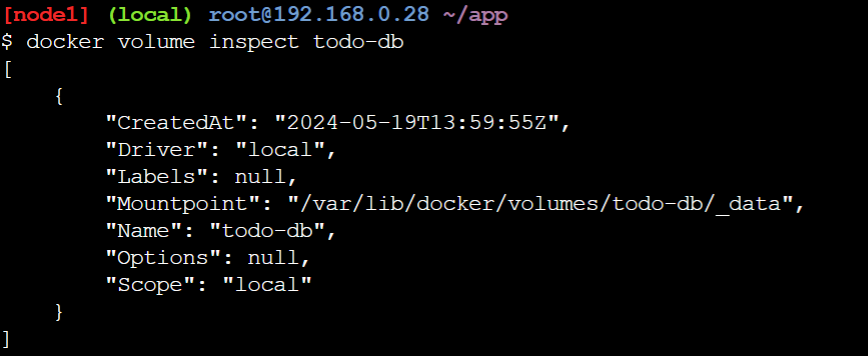 [node1] (local) root@192.168.0.28 ~/app
$ docker volume inspect todo-db
[
    {
        "CreatedAt": "2024-05-19T13:59:55Z",
        "Driver": "local",
        "Labels": null,
        "Mountpoint": "/var/lib/docker/volumes/todo-db/_data",
        "Name": "todo-db",
        "Options": null,
        "Scope": "local"
    }
]